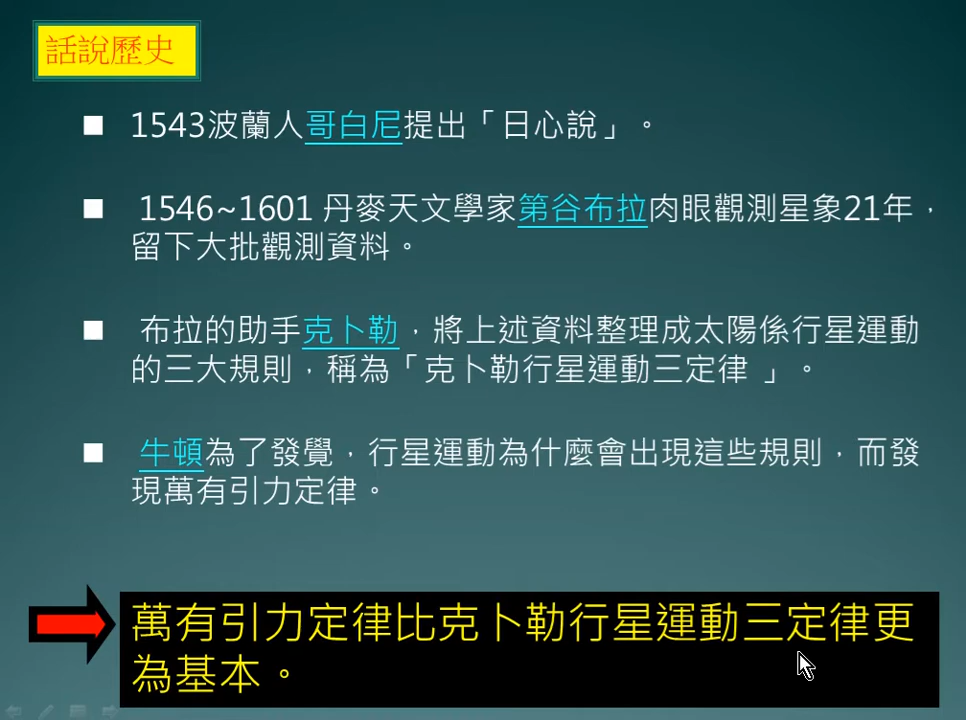 話說歷史
■ 1543波蘭人哥白尼提出「日心說」。
■ 1546~1601 丹麥天文學家第谷布拉肉眼觀測星象21年，
留下大批觀測資料。
■ 布拉的助手克卜勒，將上述資料整理成太陽係行星運動
的三大規則，稱為「克卜勒行星運動三定律 」。
■ 牛頓為了發覺，行星運動為什麼會出現這些規則，而發
現萬有引力定律。
萬有引力定律比克卜勒行星運動三定律更
為基本。